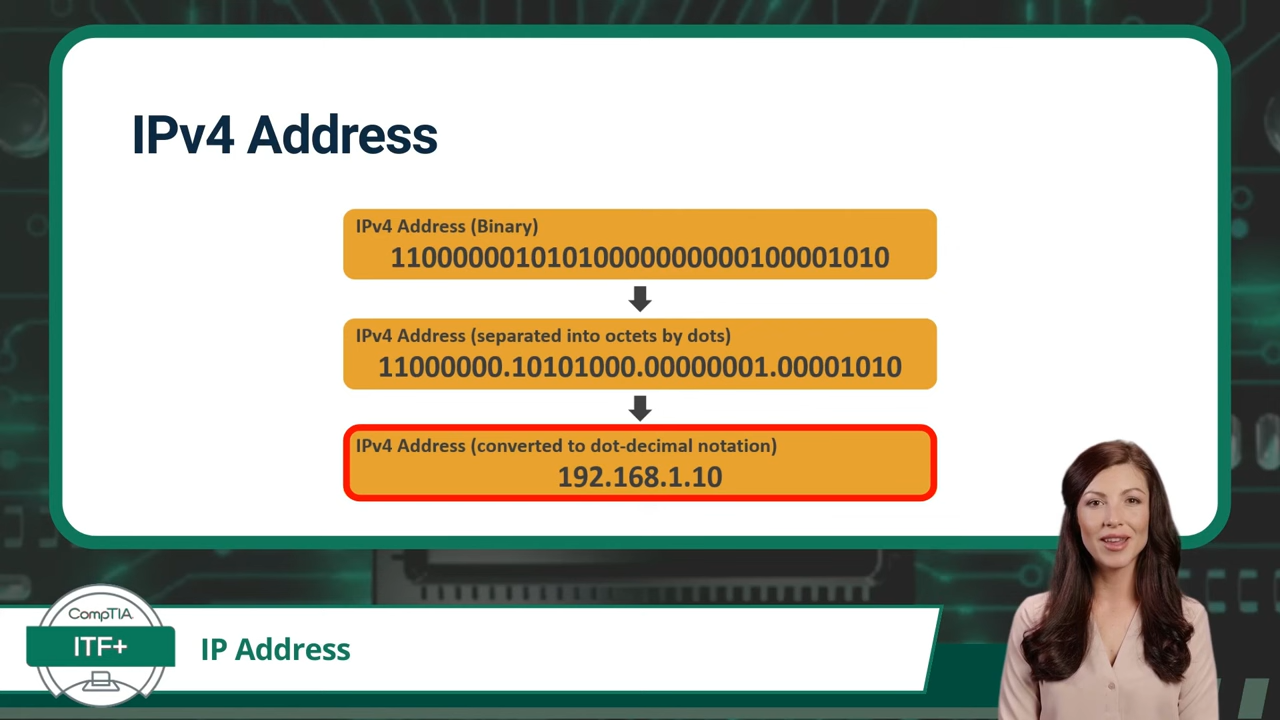 IPv4 Address
IPv4 Address (Binary)
11000000101010000000000100001010
IPv4 Address (separated into octets by dots)
11000000.10101000.00000001.00001010
IPv4 Address (converted to dot-decimal notation)
192.168.1.10
CompTIA.
ITF+
IP Address